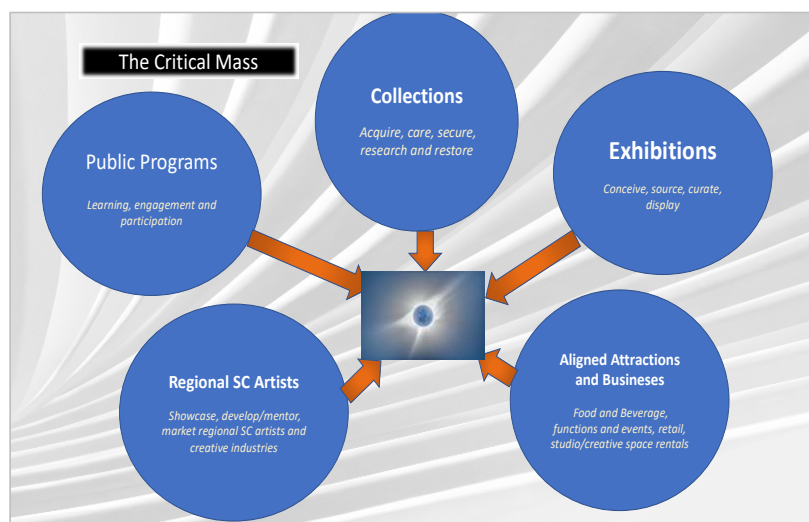 The Critical Mass
Collections
Acquire, care, secure,
research and restore
Public Programs
Learning, engagement and
participation
Exhibitions
Conceive, source, curate,
display
Regional SC Artists
Showcase, develop/mentor,
market regional SC artists and
creative industries
Aligned Attractions
and Busineses
Food and Beverage,
functions and events, retail,
studio/creative space rentals